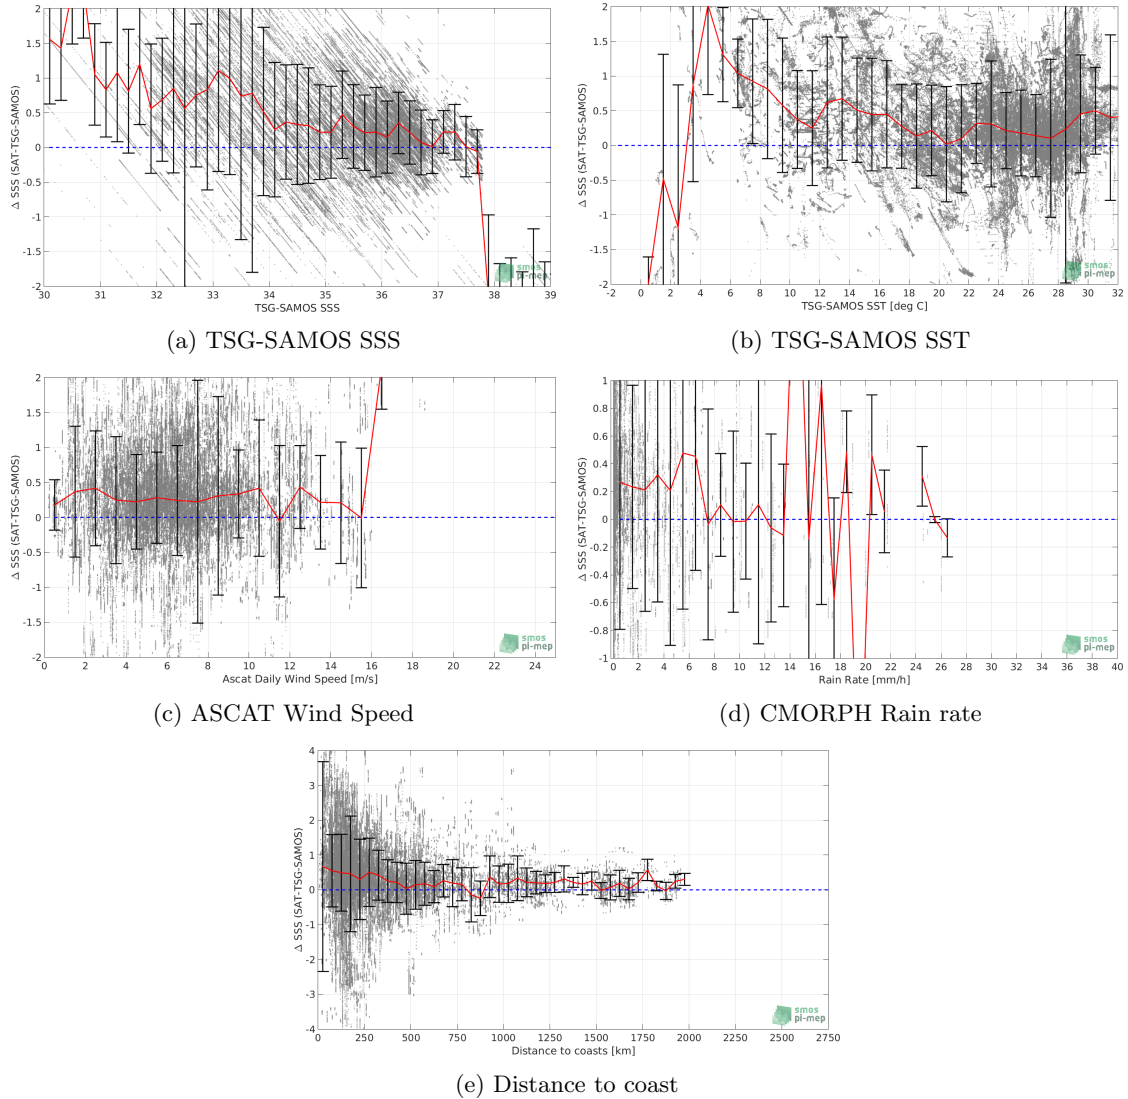 2
1.5
1
0.5
0
-0.5
-1
-1.5
-2
Δ SSS (SAT-TSG-SAMOS)
30 31 32 33 34 35 36 37 38 39
TSG-SAMOS SSS
smos
pi-mep
(a) TSG-SAMOS SSS
2
1.5
1
0.5
0
-0.5
-1
-1.5
-2
Δ SSS (SAT-TSG-SAMOS)
-2 0 2 4 6 8 10 12 14 16 18 20 22 24 26 28 30 32
TSG-SAMOS SST [deg C]
smos
pi-mep
(b) TSG-SAMOS SST
2
1.5
1
0.5
0
-0.5
-1
-1.5
-2
Δ SSS (SAT-TSG-SAMOS)
0 2 4 6 8 10 12 14 16 18 20 22 24
Ascat Daily Wind Speed [m/s]
smos
pi-mep
(c) ASCAT Wind Speed
1
0.8
0.6
0.4
0.2
0
-0.2
-0.4
-0.6
-0.8
-1
Δ SSS (SAT-TSG-SAMOS)
0 2 4 6 8 10 12 14 16 18 20 22 24 26 28 30 32 34 36 38 40
Rain Rate [mm/h]
smos
pi-mep
(d) CMORPH Rain rate
4
3
2
1
0
-1
-2
-3
-4
Δ SSS (SAT-TSG-SAMOS)
0 250 500 750 1000 1250 1500 1750 2000 2250 2500 2750
Distance to coasts [km]
smos
pi-mep
(e) Distance to coast